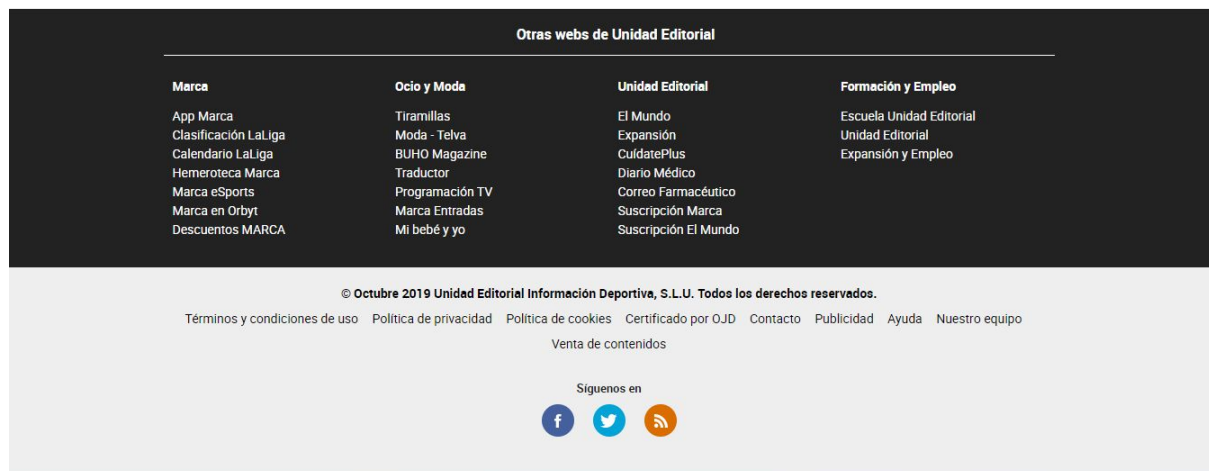 Otras webs de Unidad Editorial
Marca
App Marca
Clasificación LaLiga
Calendario LaLiga
Hemeroteca Marca
Marca eSports
Marca en Orbyt
Descuentos MARCA
Ocio y Moda
Tiramillas
Moda - Telva
BUHO Magazine
Traductor
Programación TV
Marca Entradas
Mi bebé y yo
Unidad Editorial
El Mundo
Expansión
CuídatePlus
Diario Médico
Correo Farmacéutico
Suscripción Marca
Suscripción El Mundo
Formación y Empleo
Escuela Unidad Editorial
Unidad Editorial
Expansión y Empleo
© Octubre 2019 Unidad Editorial Información Deportiva, S.L.U. Todos los derechos reservados.
Términos y condiciones de uso Política de privacidad Política de cookies Certificado por OJD Contacto Publicidad Ayuda Nuestro equipo
Venta de contenidos
Síguenos en